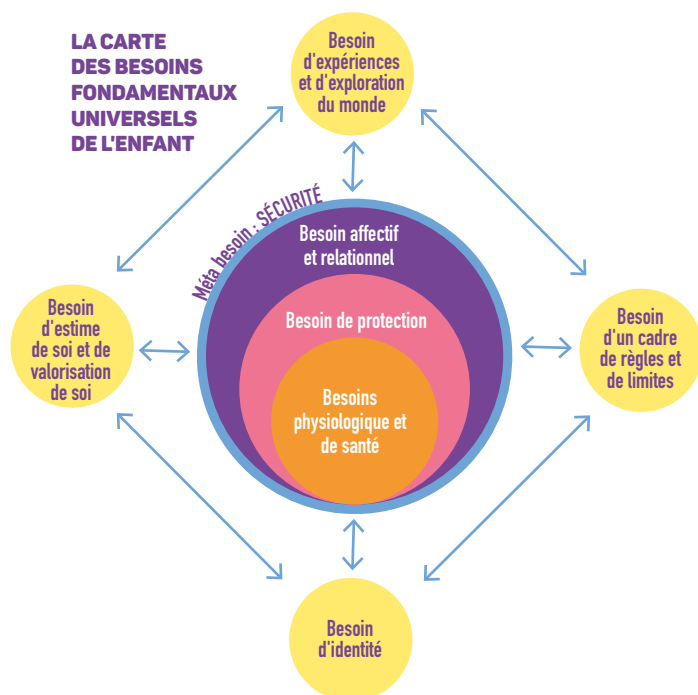 LA CARTE
DES BESOINS
FONDAMENTAUX
UNIVERSELS
DE L'ENFANT
Besoin
d'expériences
et d'exploration
du monde
Méta besoin : SÉCURITÉ
Besoin affectif
et relationnel
Besoin de protection
Besoins
physiologique et
de santé
Besoin
d'estime
de soi et de
valorisation
de soi
Besoin
d'un cadre
de règles et
de limites
Besoin
d'identité